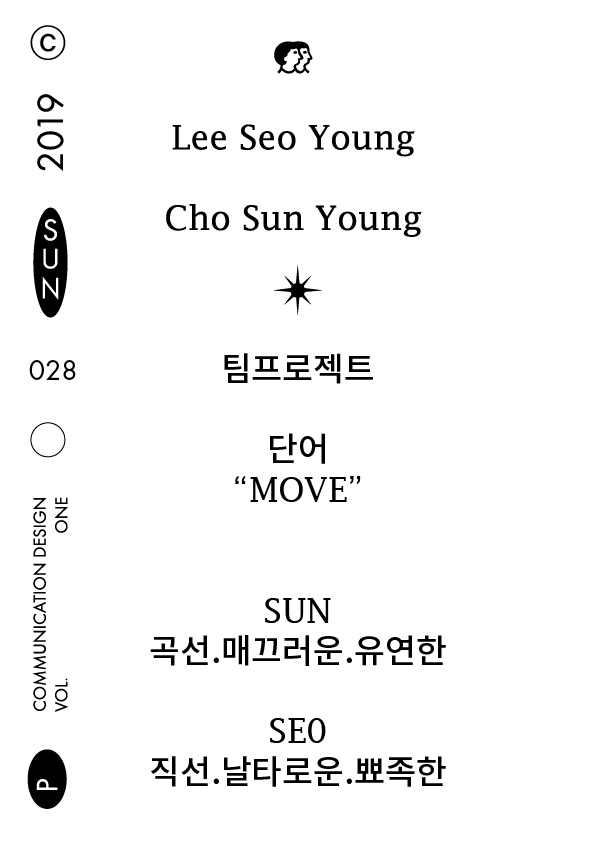 ©
2019
SUN
028
COMMUNICATION DESIGN
VOL. ONE
P
Lee Seo Young
Cho Sun Young
팀프로젝트
단어
“MOVE”
SUN
곡선.매끄러운.유연한
SEO
직선.날타로운.뾰족한